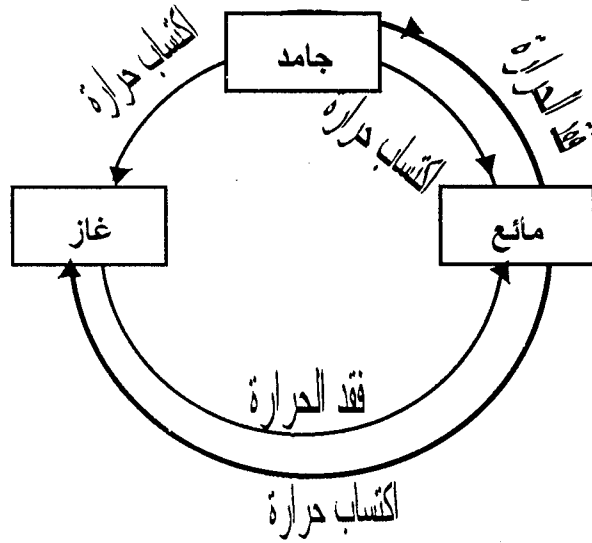 جامد
اكتساب حرارة
فقد الحرارة
اكتساب حرارة
غاز
مائع
فقد الحرارة
اكتساب حرارة